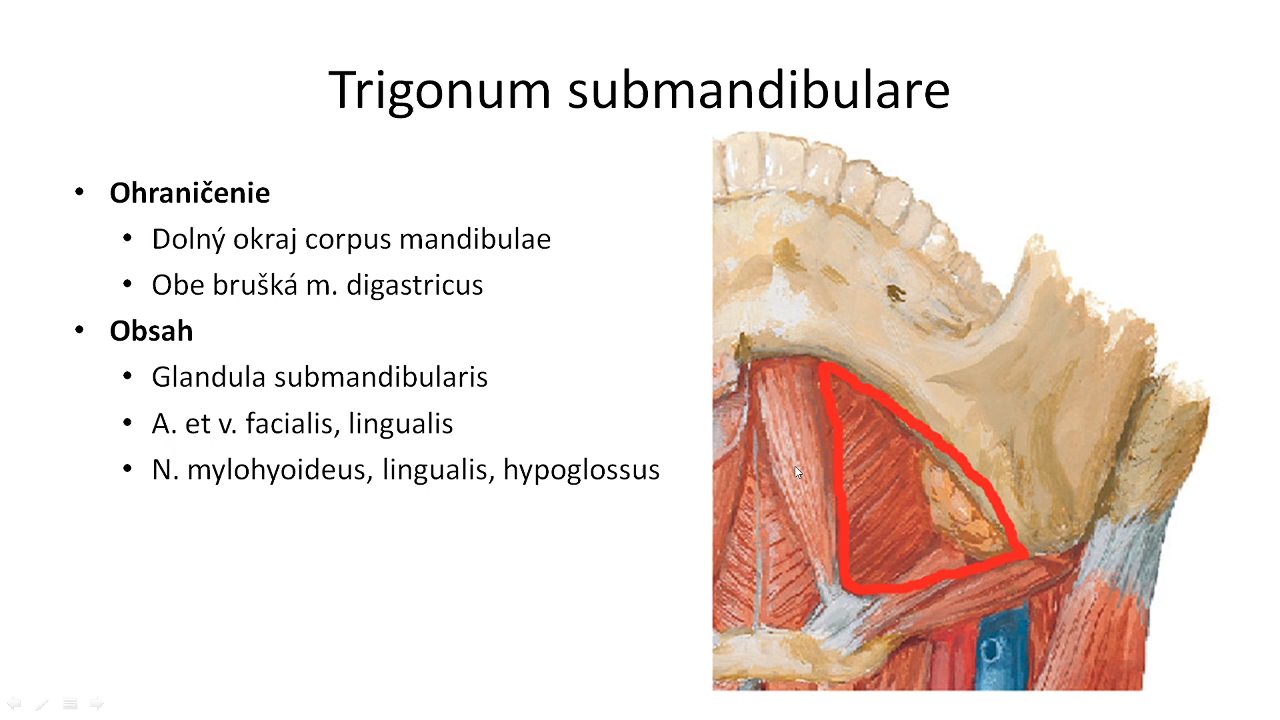 Trigonum submandibulare
• Ohraničenie
• Dolný okraj corpus mandibulae
• Obe brušká m. digastricus
• Obsah
• Glandula submandibularis
• A. et v. facialis, lingualis
• N. mylohyoideus, lingualis, hypoglossus